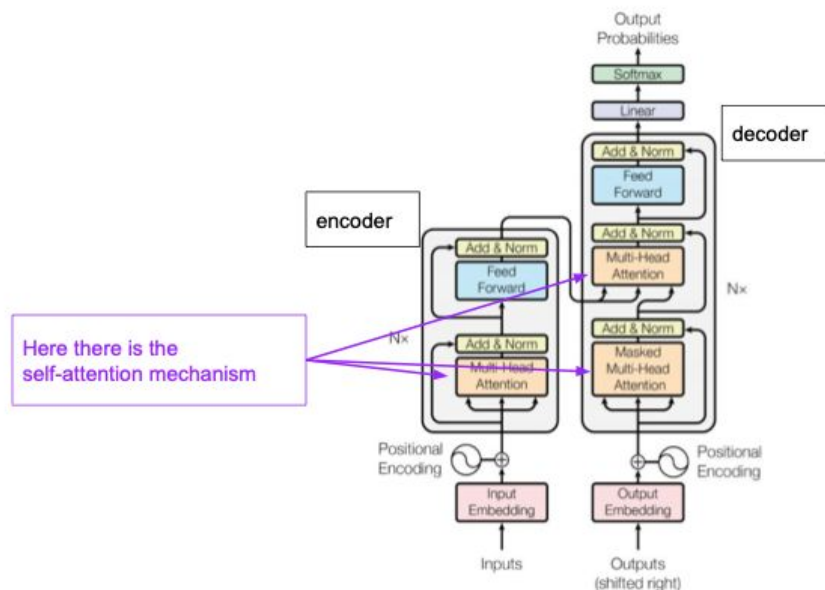 Output
Probabilities
Softmax
Linear
decoder
Add & Norm
Feed
Forward
Add & Norm
Multi-Head
Attention
encoder
Add & Norm
Feed
Forward
Nx
Add & Norm
Masked
Multi-Head
Attention
Nx
Add & Norm
Multi-Head
Attention
Here there is the
self-attention mechanism
Positional
Encoding
Positional
Encoding
Input
Embedding
Output
Embedding
Inputs
Outputs
(shifted right)